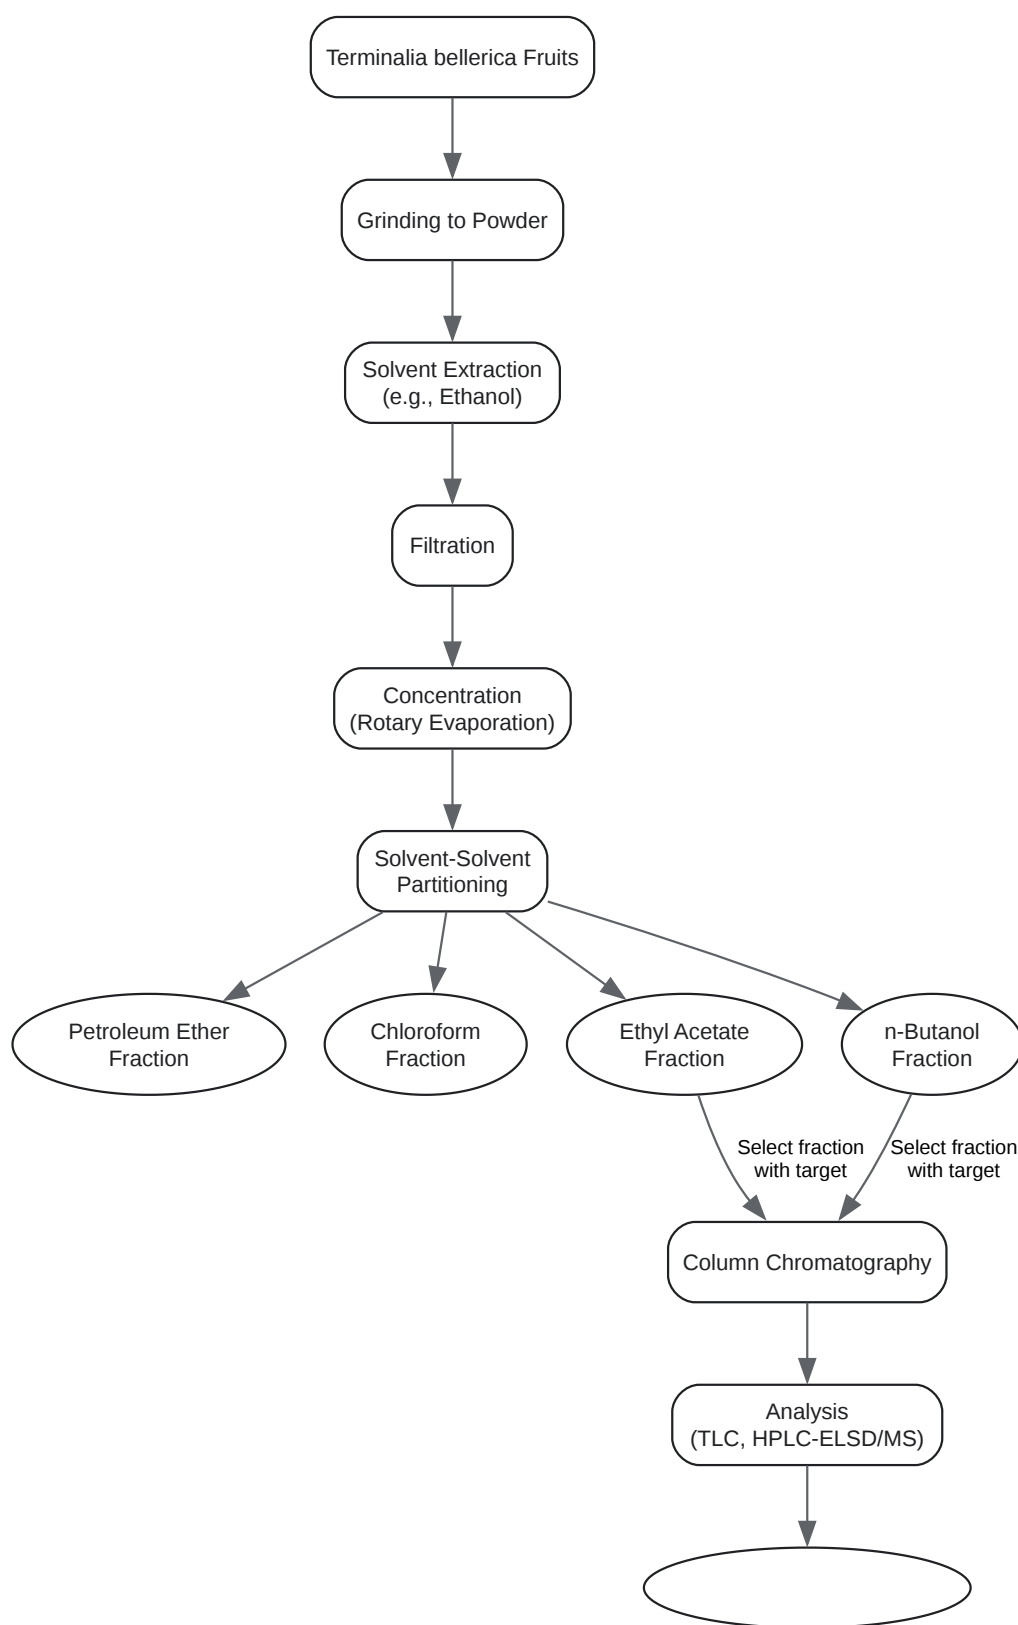 Terminalia bellerica Fruits
Grinding to Powder
Solvent Extraction
(e.g., Ethanol)
Filtration
Concentration
(Rotary Evaporation)
Solvent-Solvent
Partitioning
Petroleum Ether
Fraction
Chloroform
Fraction
Ethyl Acetate
Fraction
n-Butanol
Fraction
Select fraction
with target
Select fraction
with target
Column Chromatography
Analysis
(TLC, HPLC-ELSD/MS)